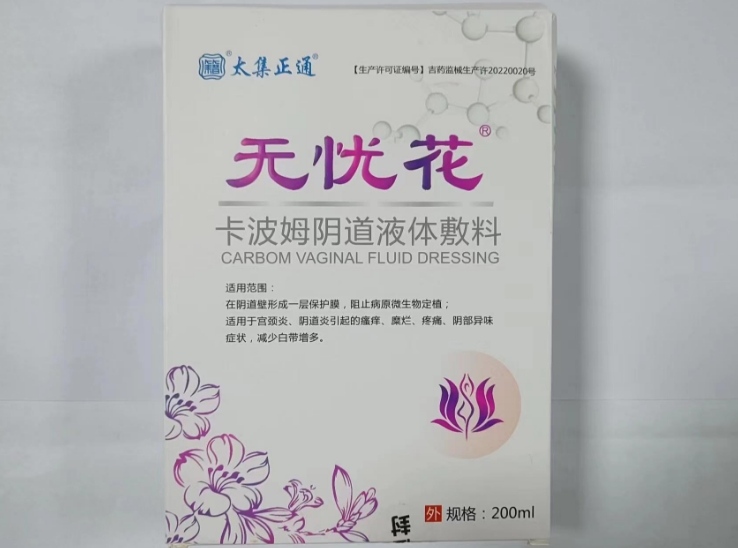 太集正通®
【生产许可证编号】吉药监械生产许20220020号
无忧花®
卡波姆阴道液体敷料
CARBOM VAGINAL FLUID DRESSING
适用范围：
在阴道壁形成一层保护膜，阻止病原微生物定植；
适用于宫颈炎、阴道炎引起的瘙痒、糜烂、疼痛、阴部异味
症状，减少白带增多。
外 规格：200ml
封